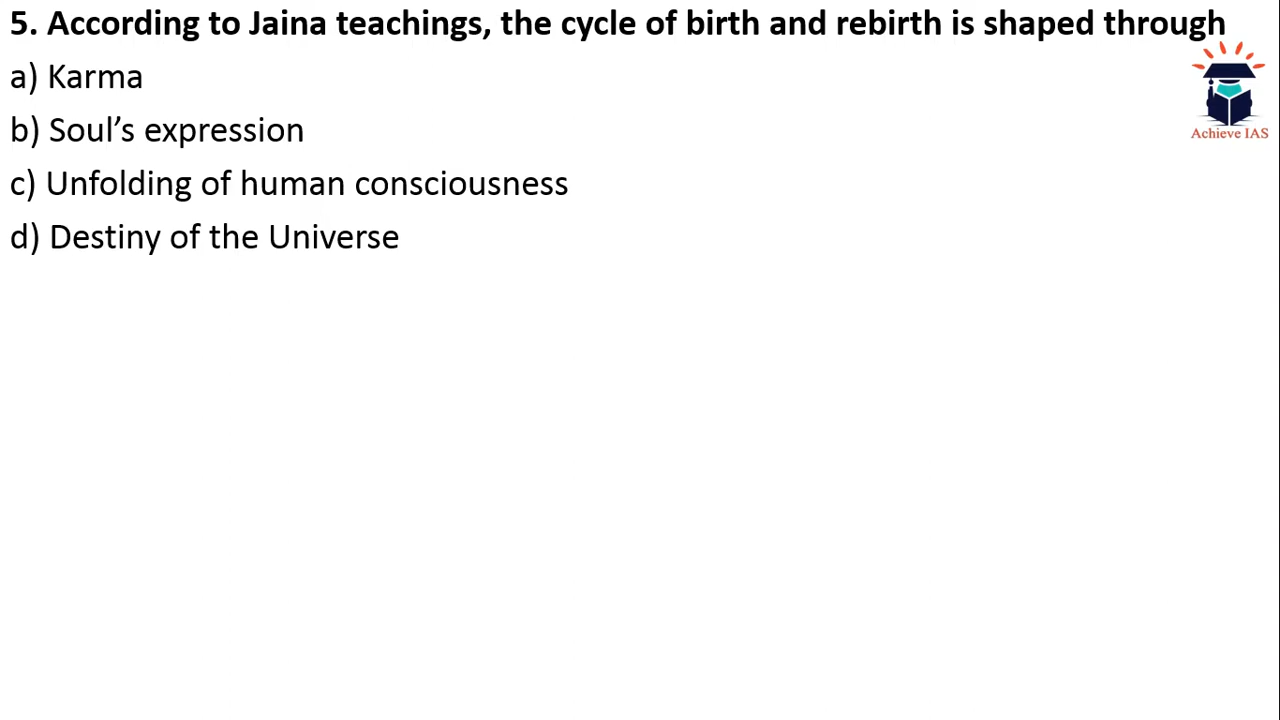 5. According to Jaina teachings, the cycle of birth and rebirth is shaped through
a) Karma
b) Soul’s expression
c) Unfolding of human consciousness
d) Destiny of the Universe
Achieve IAS